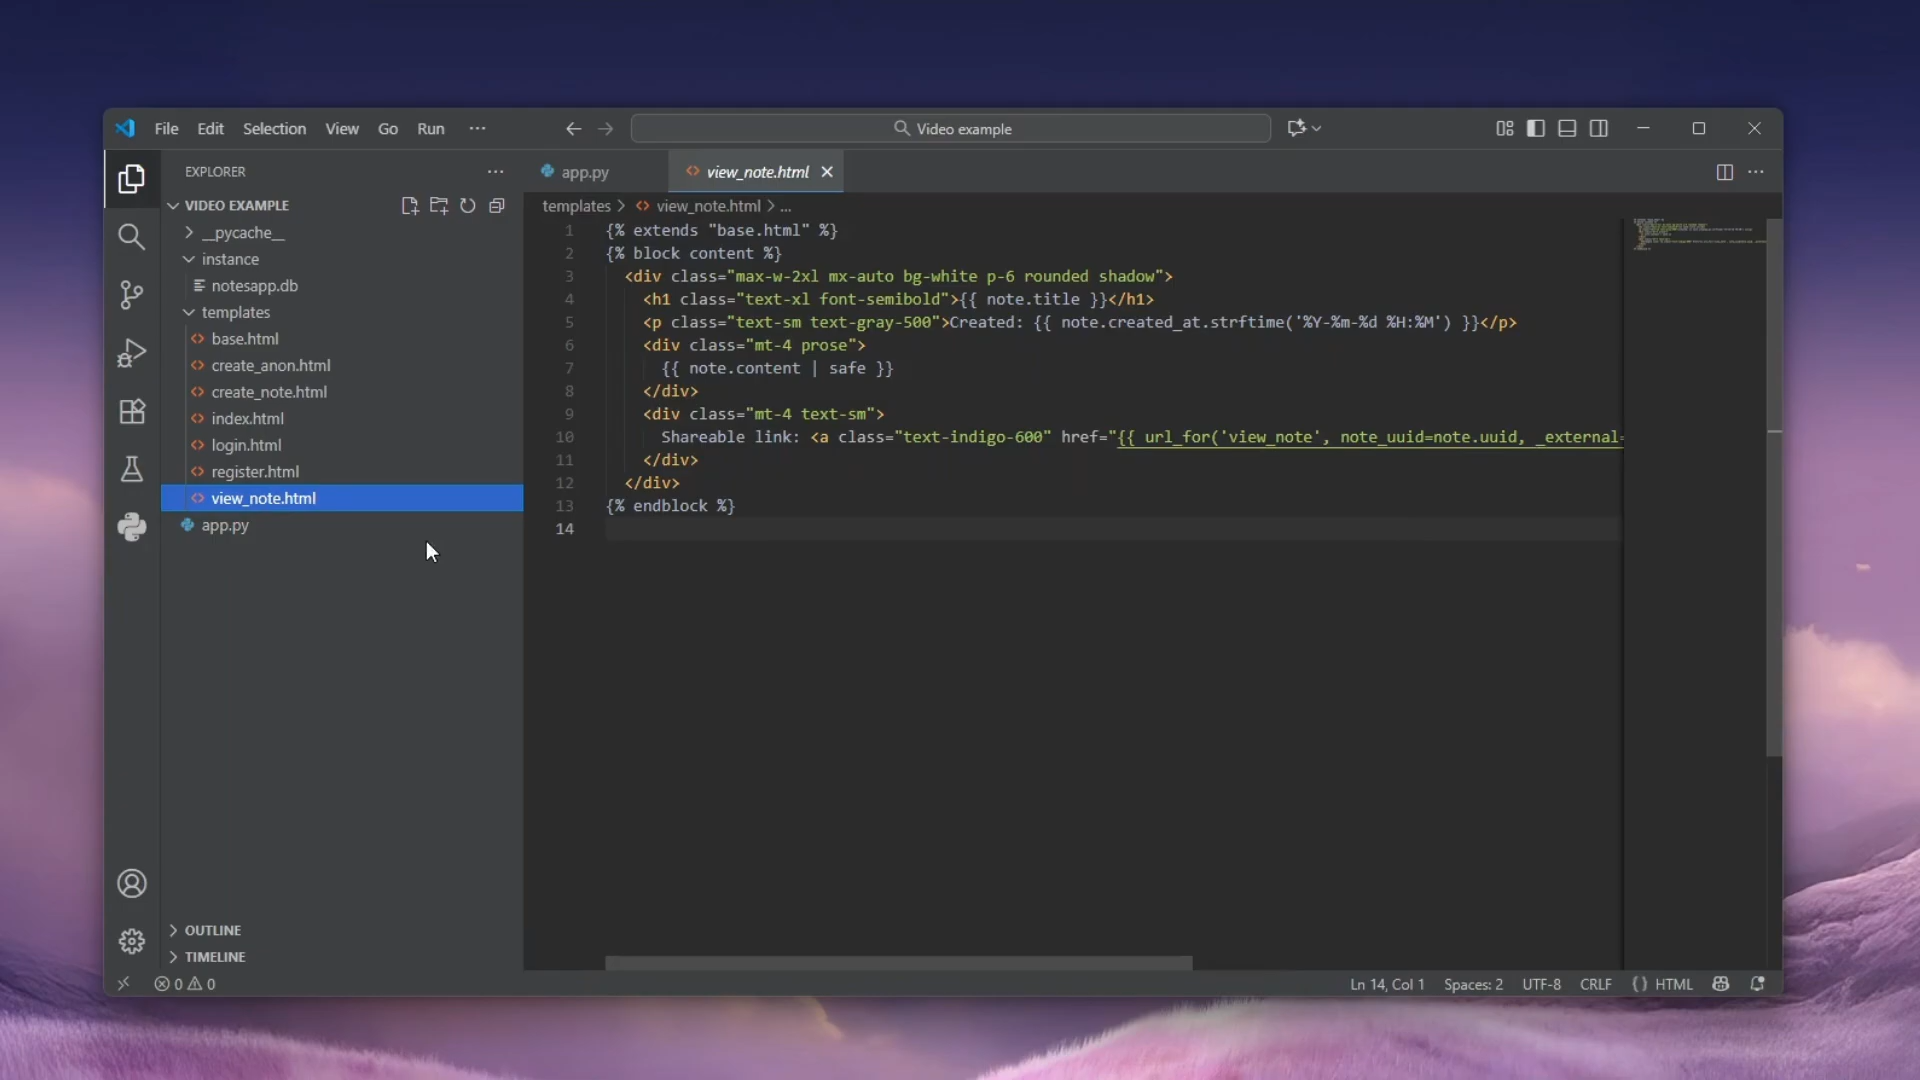 File Edit Selection View Go Run ···
Video example
EXPLORER
VIDEO EXAMPLE
__pycache__
instance
notesapp.db
templates
base.html
create_anon.html
create_note.html
index.html
login.html
register.html
view_note.html
app.py
OUTLINE
TIMELINE
app.py
view_note.html
templates > view_note.html > ...
1 {% extends "base.html" %}
2 {% block content %}
3 <div class="max-w-2xl mx-auto bg-white p-6 rounded shadow">
4 <h1 class="text-xl font-semibold">{{ note.title }}</h1>
5 <p class="text-sm text-gray-500">Created: {{ note.created_at.strftime('%Y-%m-%d %H:%M') }}</p>
6 <div class="mt-4 prose">
7 {{ note.content | safe }}
8 </div>
9 <div class="mt-4 text-sm">
10 Shareable link: <a class="text-indigo-600" href="{{ url_for('view_note', note_uuid=note.uuid, _external=
11 </div>
12 </div>
13 {% endblock %}
14
0 0
Ln 14, Col 1 Spaces: 2 UTF-8 CRLF {} HTML